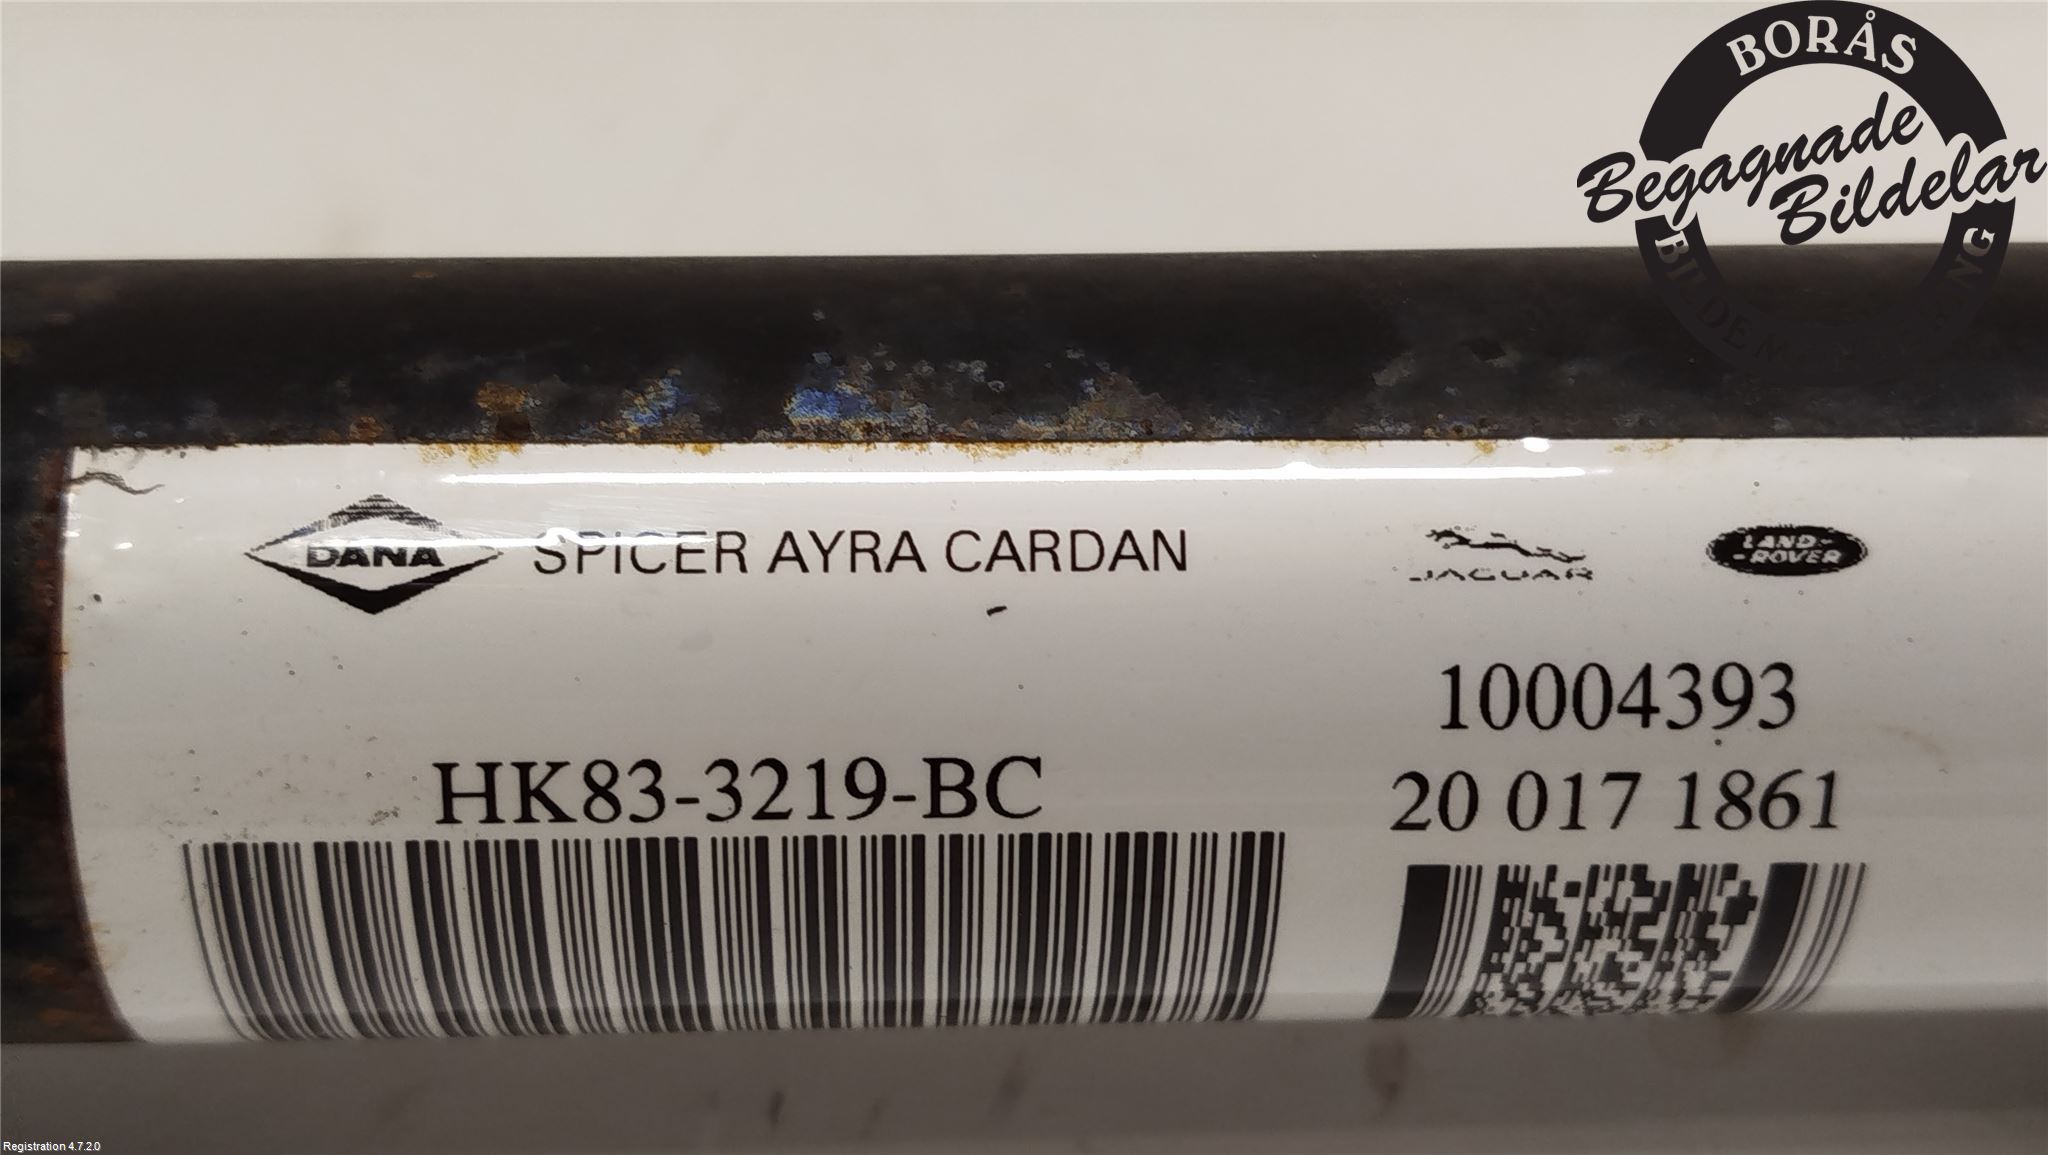 BORÅS
Begagnade
Bildelar
DANA
SPICER AYRA CARDAN
JAGUAR
LAND-
-ROVER
10004393
HK83-3219-BC
20 017 1861
Registration 4.7.2.0